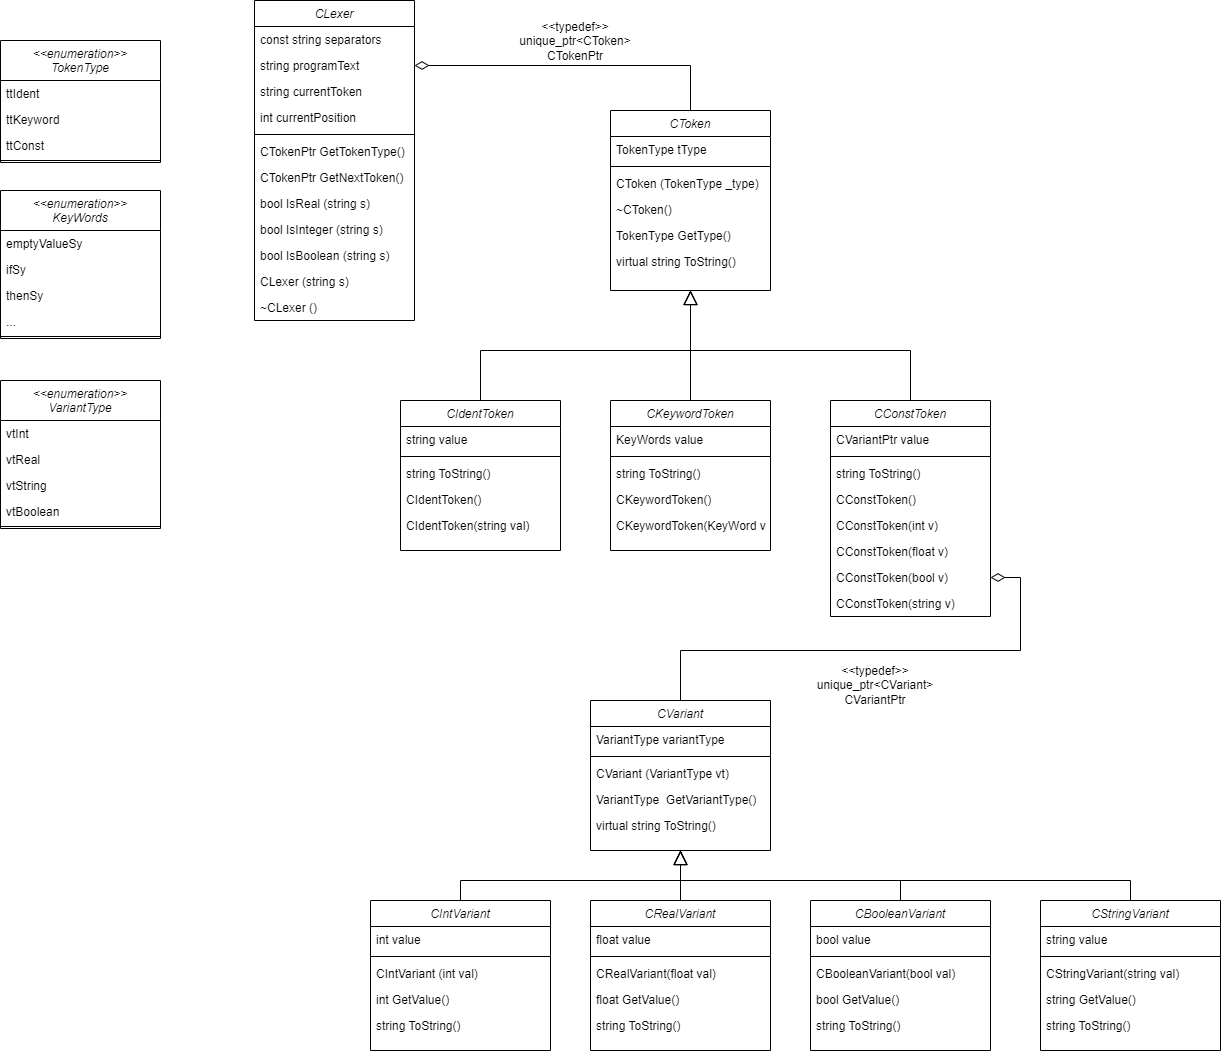 <<enumeration>>
TokenType
ttIdent
ttKeyword
ttConst
<<enumeration>>
KeyWords
emptyValueSy
ifSy
thenSy
...
<<enumeration>>
VariantType
vtInt
vtReal
vtString
vtBoolean
CLexer
const string separators
string programText
string currentToken
int currentPosition
CTokenPtr GetTokenType()
CTokenPtr GetNextToken()
bool IsReal (string s)
bool IsInteger (string s)
bool IsBoolean (string s)
CLexer (string s)
~CLexer ()
<<typedef>>
unique_ptr<CToken>
CTokenPtr
CToken
TokenType tType
CToken (TokenType _type)
~CToken()
TokenType GetType()
virtual string ToString()
CIdentToken
string value
string ToString()
CIdentToken()
CIdentToken(string val)
CKeywordToken
KeyWords value
string ToString()
CKeywordToken()
CKeywordToken(KeyWord v
CConstToken
CVariantPtr value
string ToString()
CConstToken()
CConstToken(int v)
CConstToken(float v)
CConstToken(bool v)
CConstToken(string v)
<<typedef>>
unique_ptr<CVariant>
CVariantPtr
CVariant
VariantType variantType
CVariant (VariantType vt)
VariantType  GetVariantType()
virtual string ToString()
CIntVariant
int value
CIntVariant (int val)
int GetValue()
string ToString()
CRealVariant
float value
CRealVariant(float val)
float GetValue()
string ToString()
CBooleanVariant
bool value
CBooleanVariant(bool val)
bool GetValue()
string ToString()
CStringVariant
string value
CStringVariant(string val)
string GetValue()
string ToString()